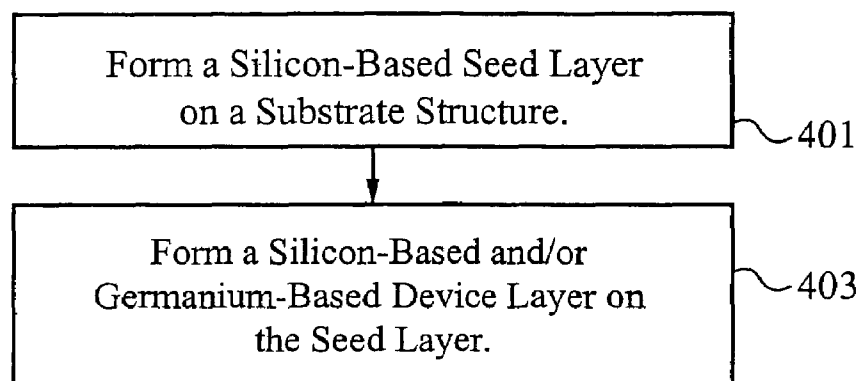 Form a Silicon-Based Seed Layer
on a Substrate Structure.
401
Form a Silicon-Based and/or
Germanium-Based Device Layer on
the Seed Layer.
403